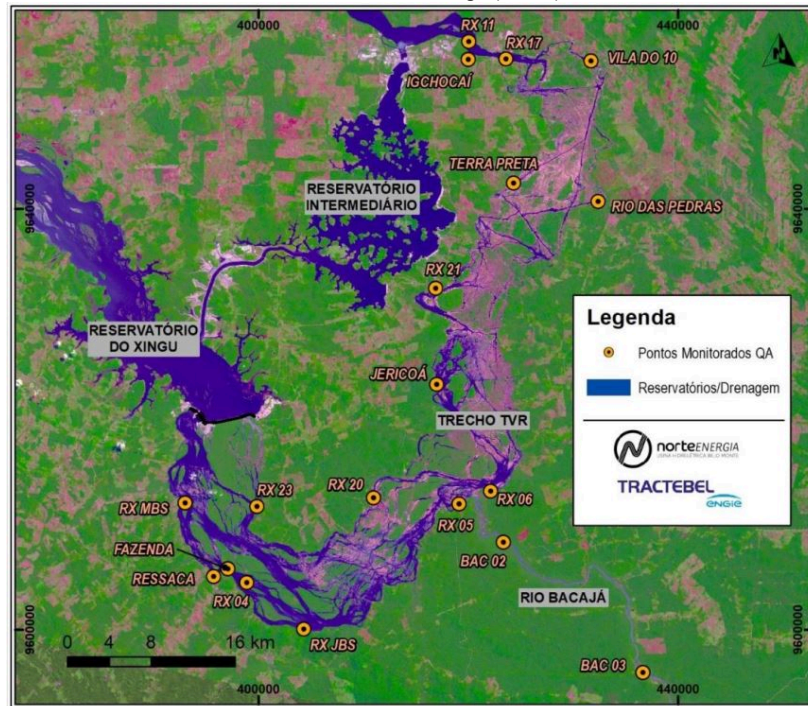 400000
440000
RX 11
RX 17
VILA DO 10
IGCHOCAÍ
TERRA PRETA
RESERVATÓRIO
INTERMEDIÁRIO
RIO DAS PEDRAS
9640000
9640000
RX 21
RESERVATÓRIO
DO XINGU
JERICOÁ
TRECHO TVR
Legenda
Pontos Monitorados QA
Reservatórios/Drenagem
norteENERGIA
TRACTEBEL
ENGIE
RX MBS
RX 23
RX 20
RX 06
RX 05
FAZENDA
RESSACA
RX 04
BAC 02
RIO BACAJÁ
9600000
9600000
0 4 8 16 km
RX JBS
BAC 03
400000
440000